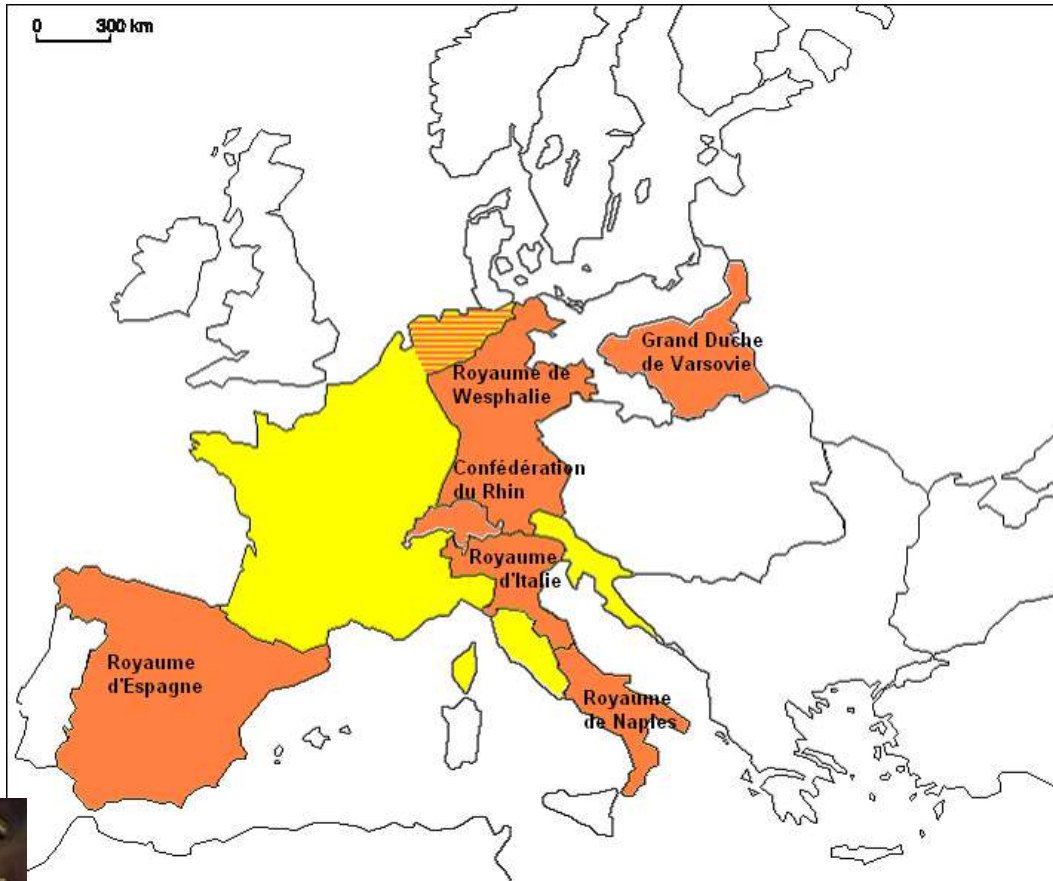 0 300 km
Grand Duche
de Varsovie
Royaume de
Wesphalie
Confédération
du Rhin
Royaume
d'Italie
Royaume
d'Espagne
Royaume
de Naples